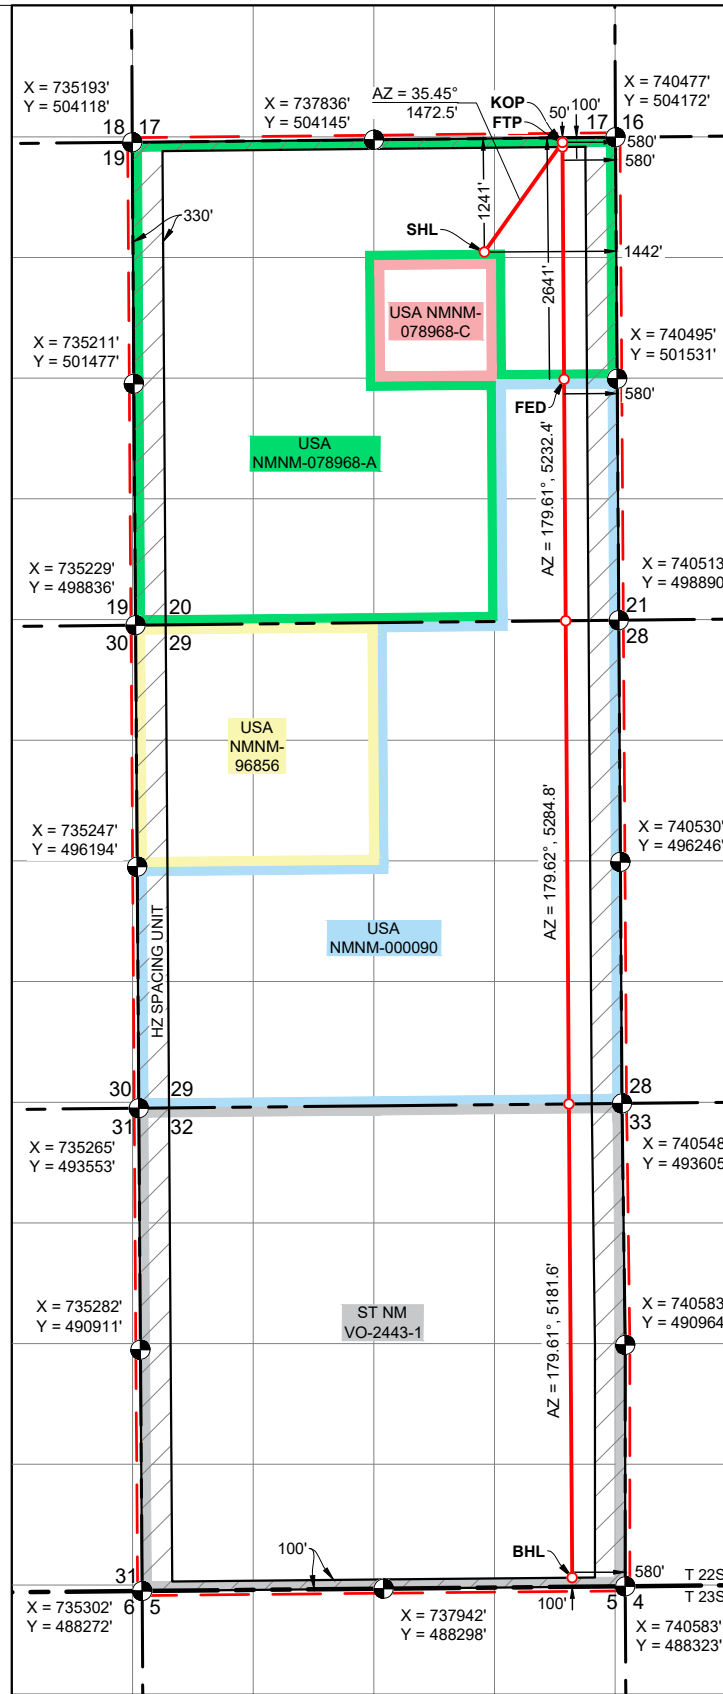 X = 735193'
Y = 504118'
X = 737836'
Y = 504145'
AZ = 35.45°
1472.5'
KOP
FTP
50'
100'
X = 740477'
Y = 504172'
18
17
17
16
19
580'
580'
330'
1241'
SHL
1442'
2641'
USA NMNM-
078968-C
X = 735211'
Y = 501477'
X = 740495'
Y = 501531'
FED
580'
USA
NMNM-078968-A
AZ = 179.61°, 5232.4'
X = 735229'
Y = 498836'
X = 740513'
Y = 498890'
19
20
21
30
29
28
USA
NMNM-
96856
AZ = 179.62°, 5284.8'
X = 735247'
Y = 496194'
X = 740530'
Y = 496246'
HZ SPACING UNIT
USA
NMNM-000090
30
29
28
31
32
33
X = 735265'
Y = 493553'
X = 740548'
Y = 493605'
AZ = 179.61°, 5181.6'
X = 735282'
Y = 490911'
ST NM
VO-2443-1
X = 740583'
Y = 490964'
100'
BHL
580'
T 22S
T 23S
31
6
5
5
4
100'
X = 735302'
Y = 488272'
X = 737942'
Y = 488298'
X = 740583'
Y = 488323'